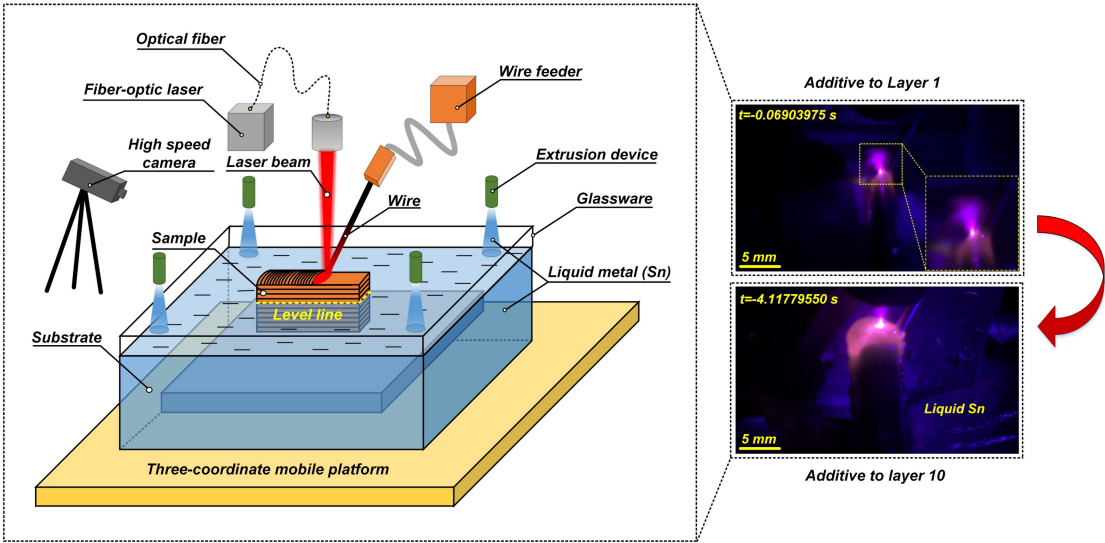 Optical fiber
Fiber-optic laser
High speed
camera
Laser beam
Wire feeder
Extrusion device
Wire
Glassware
Sample
Liquid metal (Sn)
Level line
Substrate
Three-coordinate mobile platform
Additive to Layer 1
t=-0.06903975 s
5 mm
t=-4.11779550 s
Liquid Sn
5 mm
Additive to layer 10